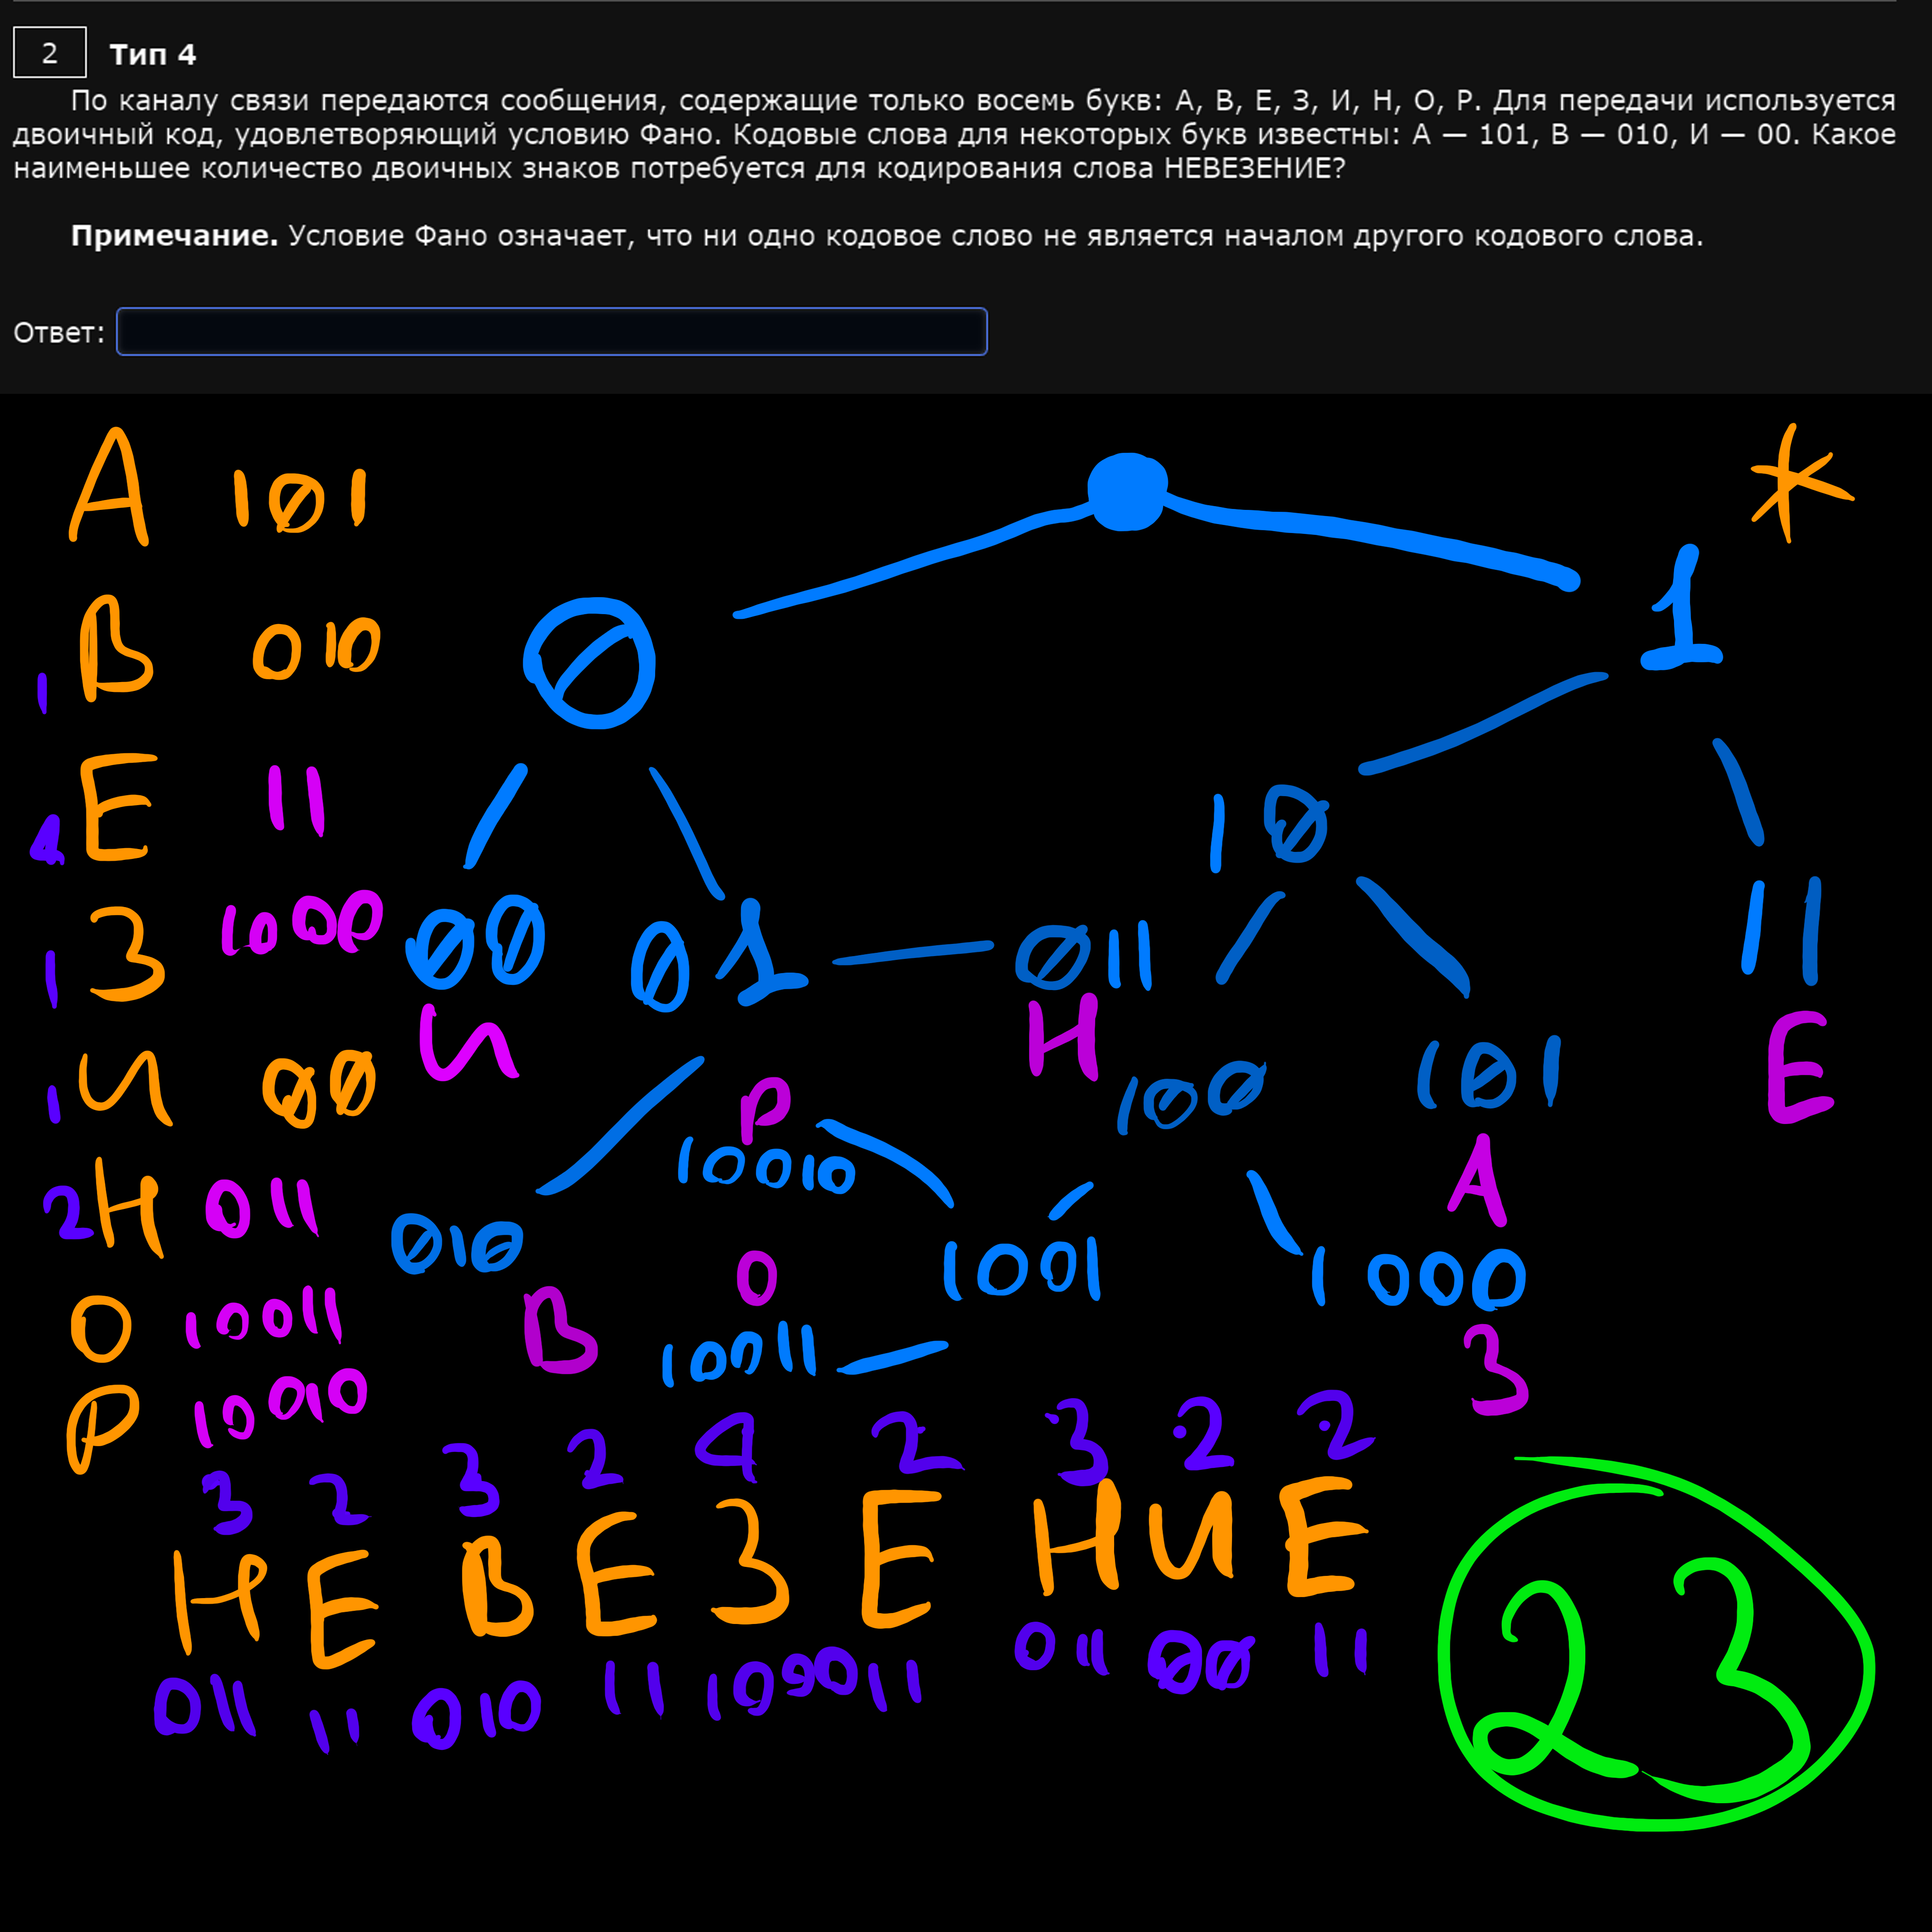 2 Тип 4
По каналу связи передаются сообщения, содержащие только восемь букв: А, В, Е, З, И, Н, О, Р. Для передачи используется
двоичный код, удовлетворяющий условию Фано. Кодовые слова для некоторых букв известны: А — 101, В — 010, И — 00. Какое
наименьшее количество двоичных знаков потребуется для кодирования слова НЕВЕЗЕНИЕ?
Примечание. Условие Фано означает, что ни одно кодовое слово не является началом другого кодового слова.
Ответ:
А 101
*
0 1
1 В 010
4 Е 11
10
1 З 1000
00 01 011 11
И Н Е
1 И 00
Р 100 101
10010 А
2 Н 011
010 О 1001 1000
О 10011
В 10011 З
Р 10010
3 2 3 2 4 2 3 2 2
Н Е В Е З Е Н И Е
011 11 010 11 1000 11 011 00 11
23